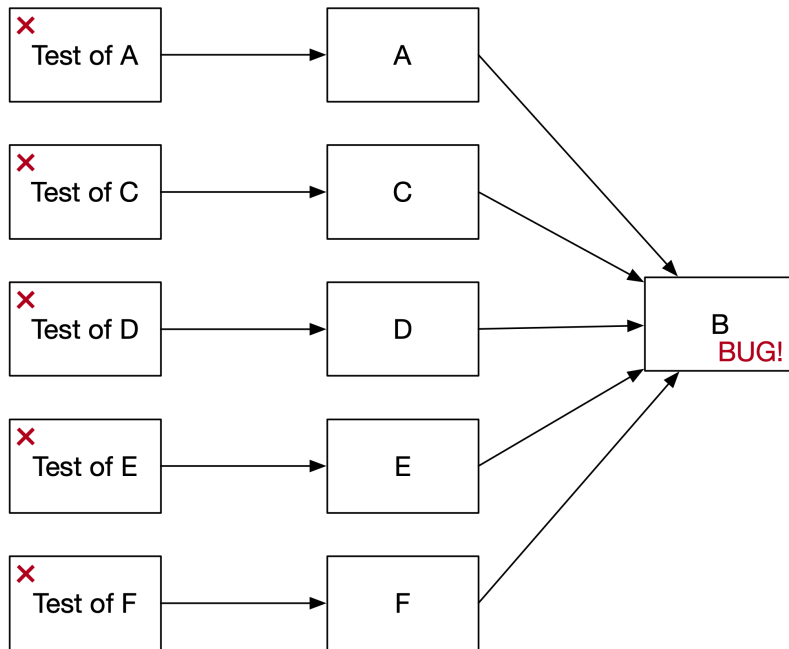 Test of A
A
Test of C
C
Test of D
D
B
BUG!
Test of E
E
Test of F
F